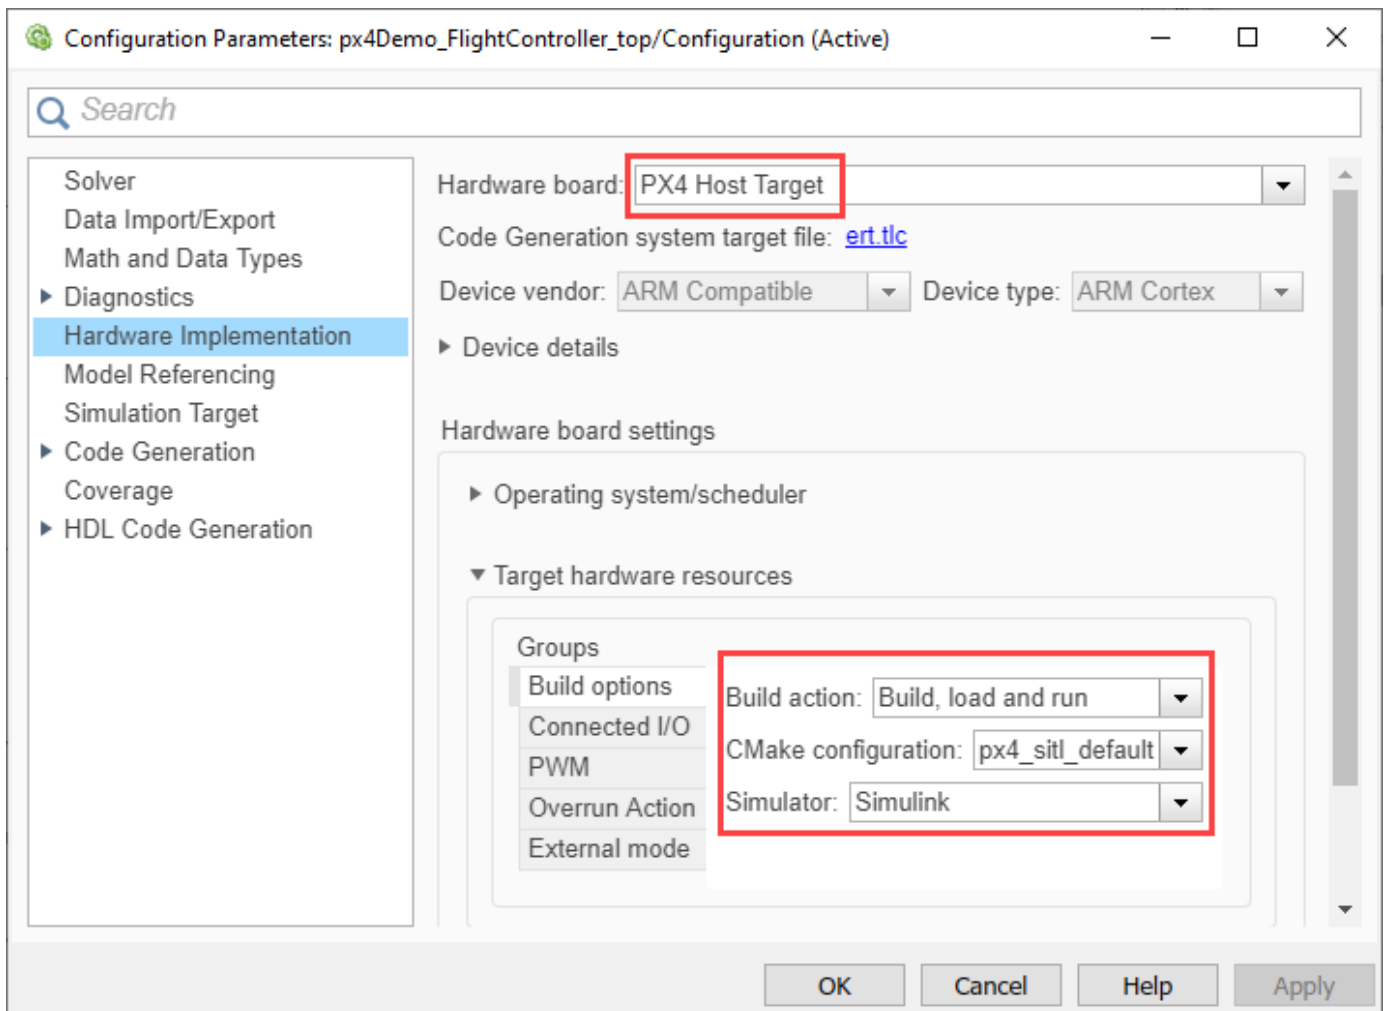 Configuration Parameters: px4Demo_FlightController_top/Configuration (Active)
Search
Solver
Data Import/Export
Math and Data Types
Diagnostics
Hardware Implementation
Model Referencing
Simulation Target
Code Generation
Coverage
HDL Code Generation
Hardware board: PX4 Host Target
Code Generation system target file: ert.tlc
Device vendor: ARM Compatible Device type: ARM Cortex
Device details
Hardware board settings
Operating system/scheduler
Target hardware resources
Groups
Build options
Connected I/O
PWM
Overrun Action
External mode
Build action: Build, load and run
CMake configuration: px4_sitl_default
Simulator: Simulink
OK Cancel Help Apply